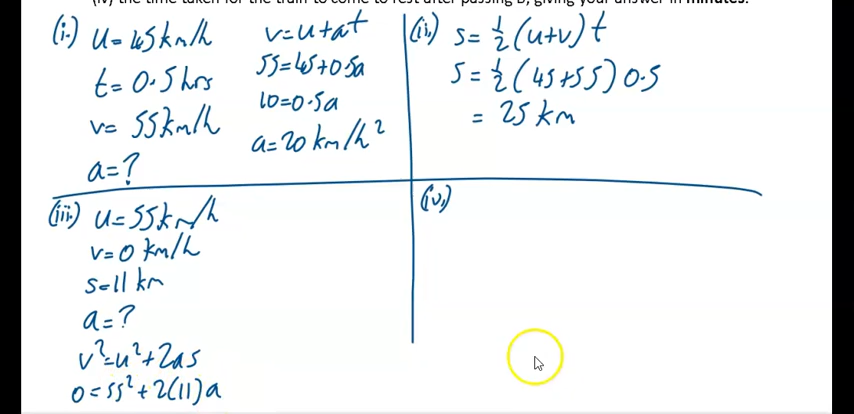 (iv) the time taken for the train to come to rest after passing B, giving your answer in minutes.
(i.) u=45km/h
t=0.5hrs
v= 55km/h
a=?
v=u+at
55=45+0.5a
10=0.5a
a=20 km/h²
(ii,) s=½(u+v)t
s=½(45+55)0.5
= 25 km
(iii.) u=55km/h
v=0 km/h
s=11 km
a=?
v²=u²+2as
0=55²+2(11)a
(iv,)